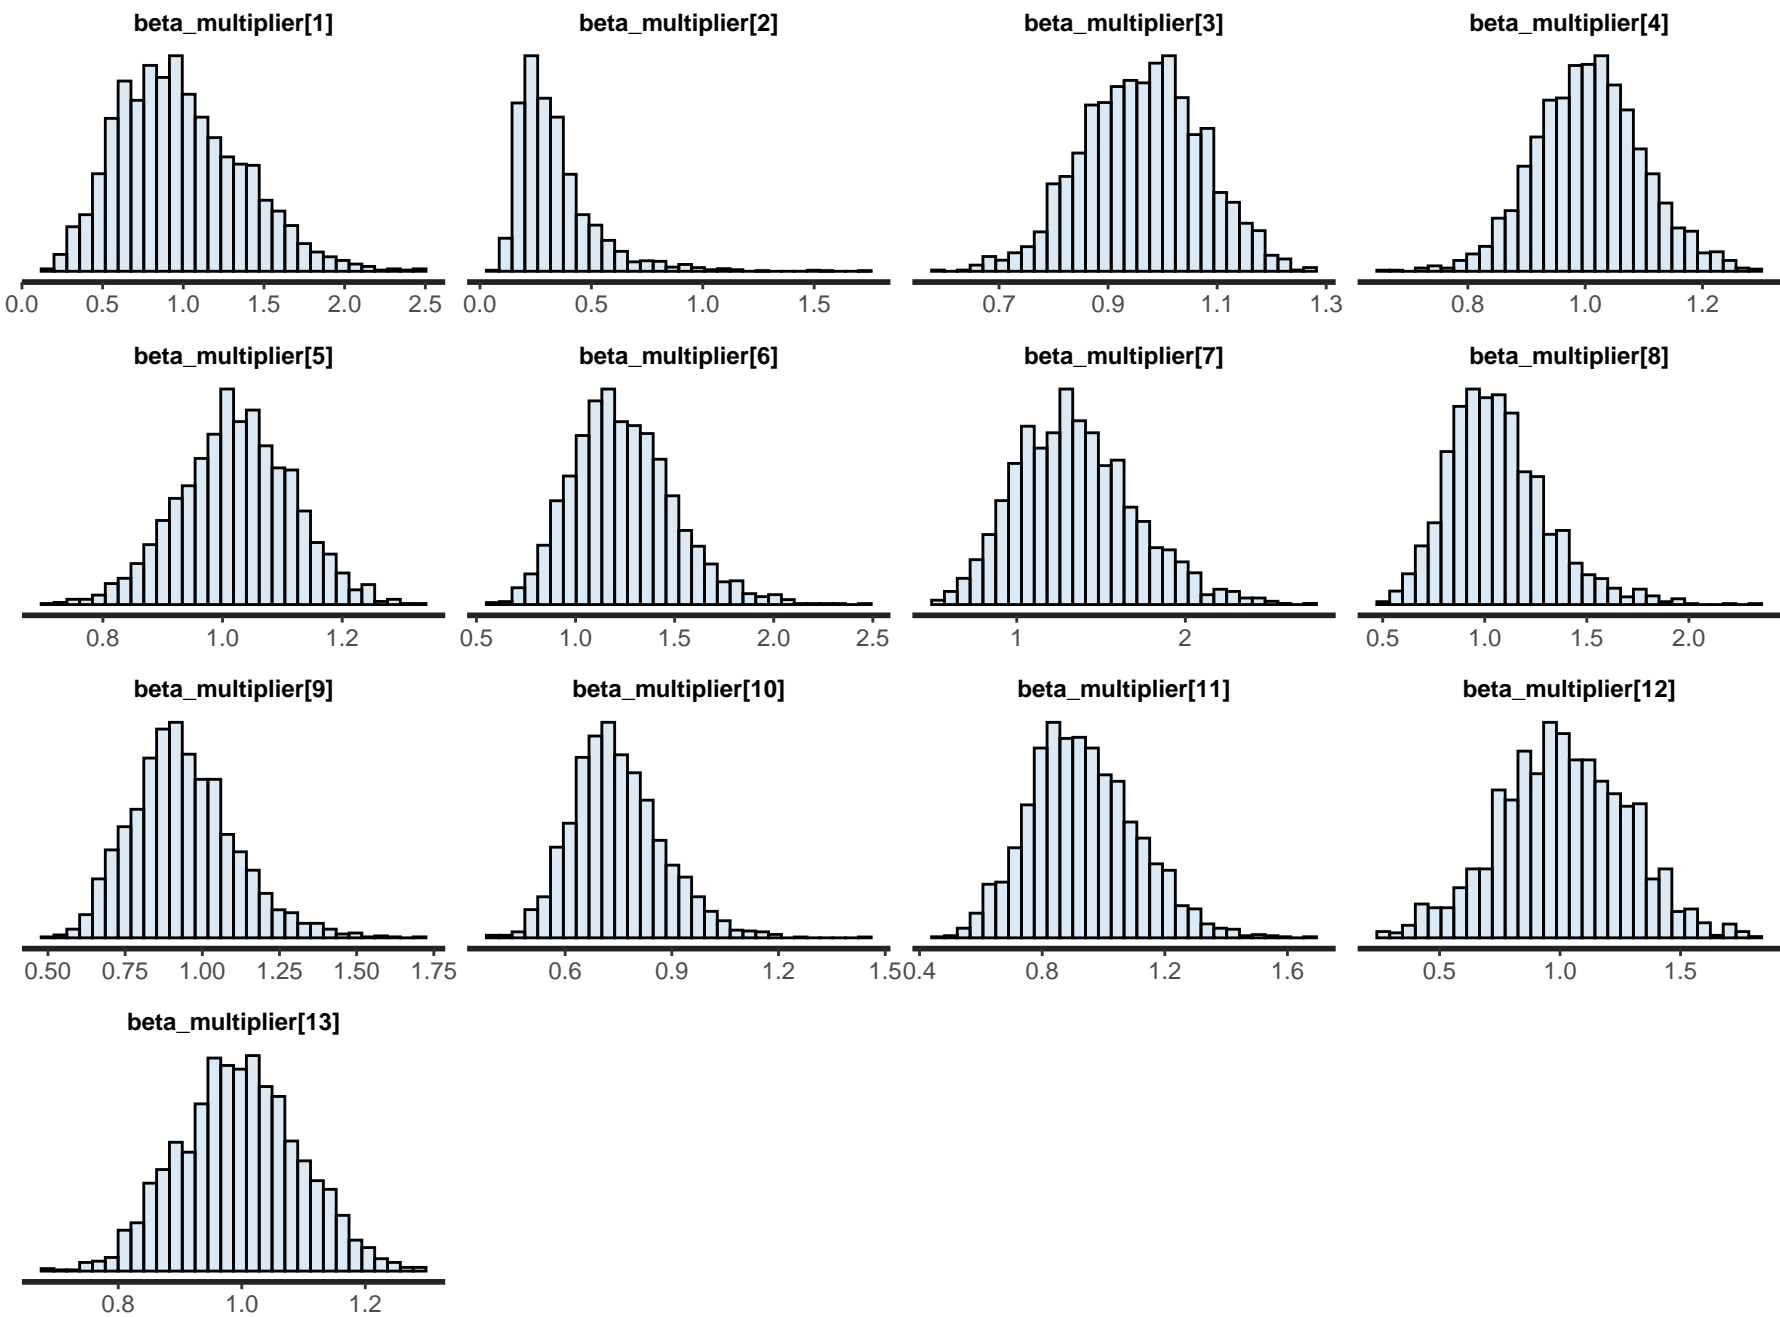 beta_multiplier[1] beta_multiplier[2] beta_multiplier[3] beta_multiplier[4]
0.0 0.5 1.0 1.5 2.0 2.5 0.0 0.5 1.0 1.5 0.7 0.9 1.1 1.3 0.8 1.0 1.2
beta_multiplier[5] beta_multiplier[6] beta_multiplier[7] beta_multiplier[8]
0.8 1.0 1.2 0.5 1.0 1.5 2.0 2.5 1 2 0.5 1.0 1.5 2.0
beta_multiplier[9] beta_multiplier[10] beta_multiplier[11] beta_multiplier[12]
0.50 0.75 1.00 1.25 1.50 1.75 0.6 0.9 1.2 1.5 0.4 0.8 1.2 1.6 0.5 1.0 1.5
beta_multiplier[13]
0.8 1.0 1.2